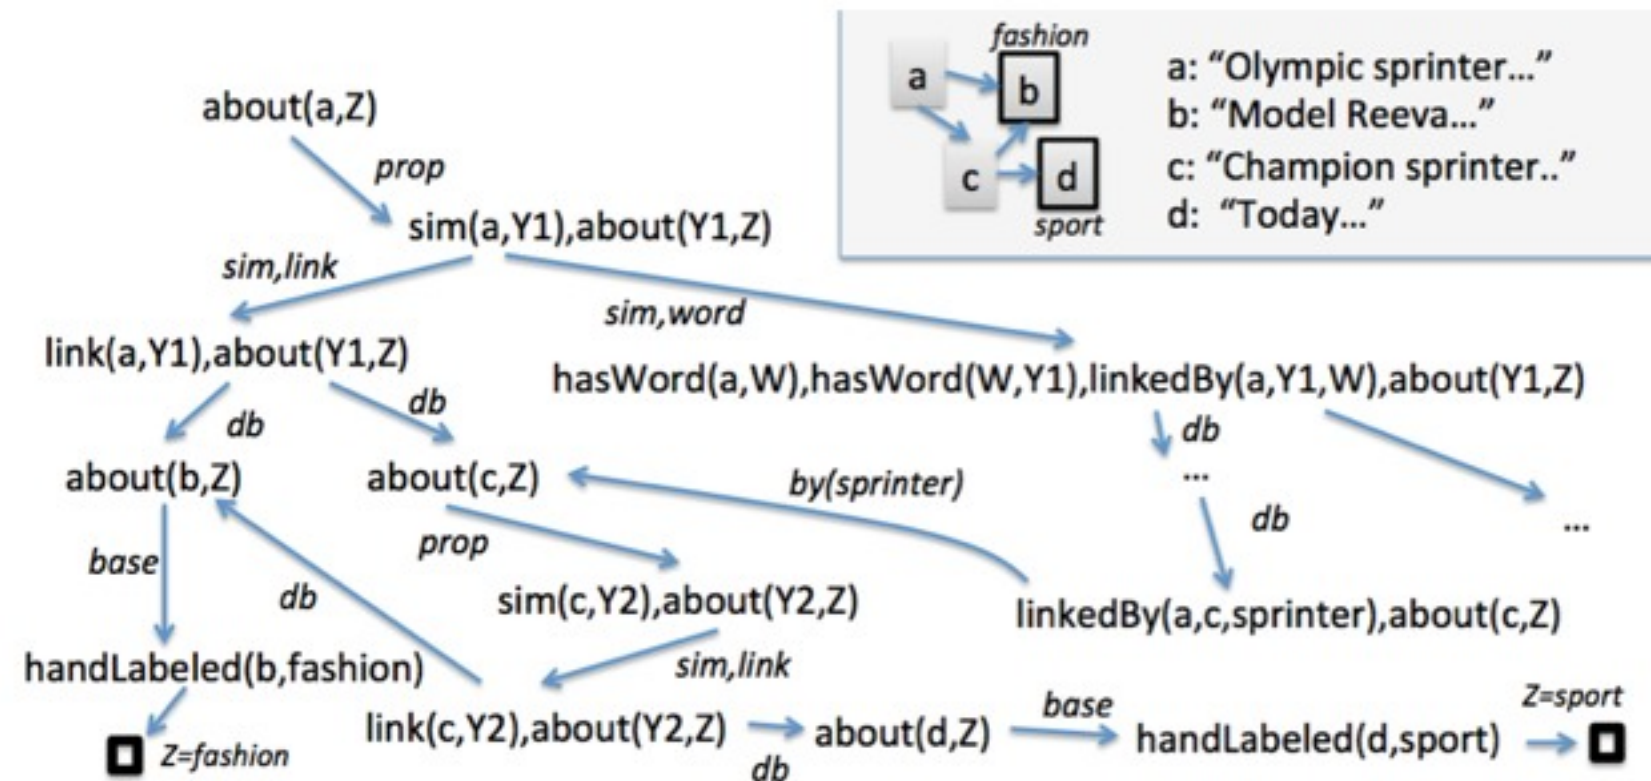 fashion
a
b
c
d
sport
a: “Olympic sprinter…”
b: “Model Reeva…”
c: “Champion sprinter..”
d: “Today…”
about(a,Z)
prop
sim(a,Y1),about(Y1,Z)
sim,link
sim,word
link(a,Y1),about(Y1,Z)
hasWord(a,W),hasWord(W,Y1),linkedBy(a,Y1,W),about(Y1,Z)
db
db
db
about(b,Z)
about(c,Z)
by(sprinter)
…
…
db
base
prop
db
sim(c,Y2),about(Y2,Z)
linkedBy(a,c,sprinter),about(c,Z)
handLabeled(b,fashion)
sim,link
Z=fashion
link(c,Y2),about(Y2,Z)
db
about(d,Z)
base
handLabeled(d,sport)
Z=sport